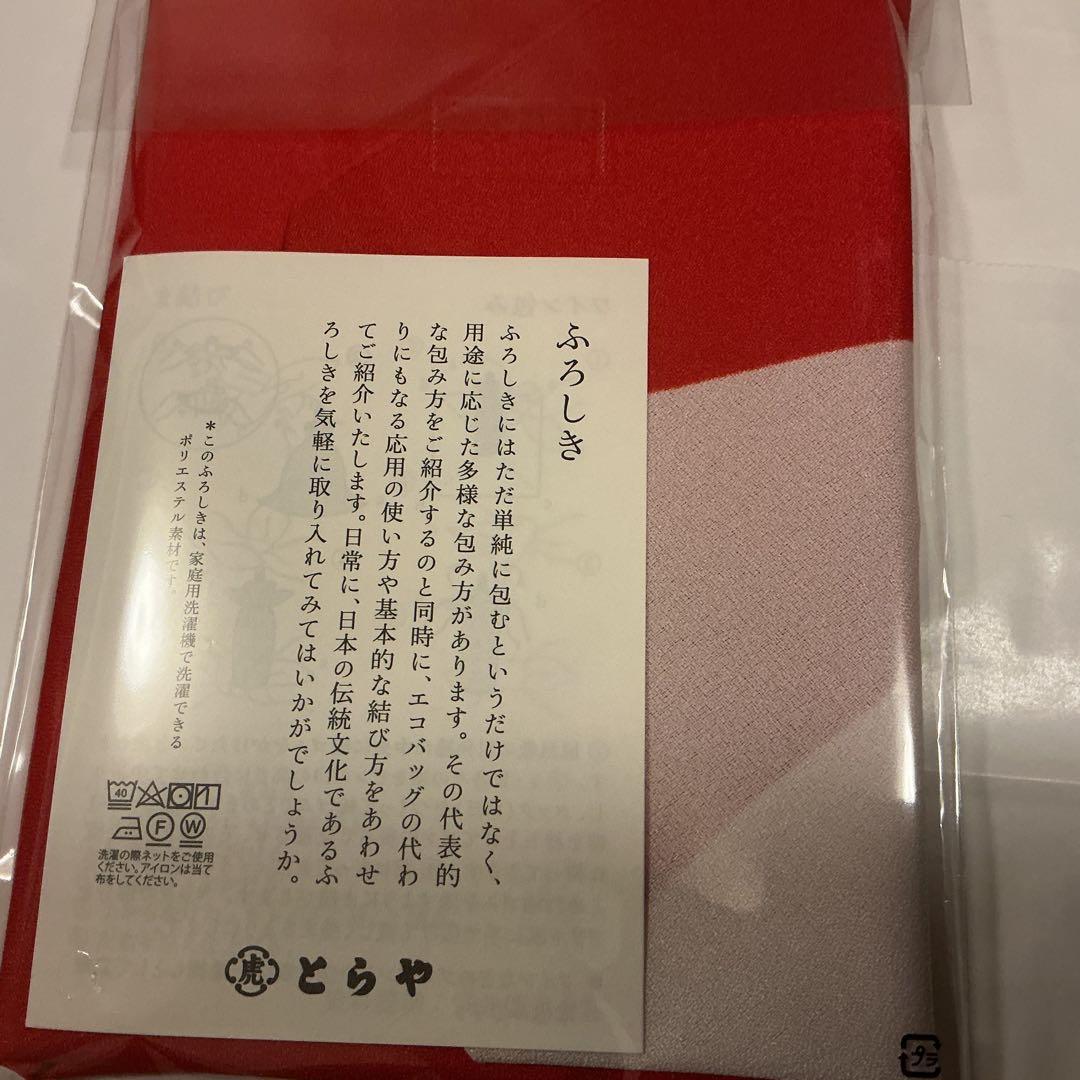 ふろしき
ふろしきにはただ単純に包むというだけではなく、
用途に応じた多様な包み方があります。その代表的
な包み方をご紹介するのと同時に、エコバッグの代わ
りにもなる応用の使い方や基本的な結び方をあわせ
てご紹介いたします。日常に、日本の伝統文化であるふ
ろしきを気軽に取り入れてみてはいかがでしょうか。
＊このふろしきは、家庭用洗濯機で洗濯できる
ポリエステル素材です。
40
F
W
洗濯の際ネットをご使用
ください。アイロンは当て
布をしてください。
虎 とらや
プラ